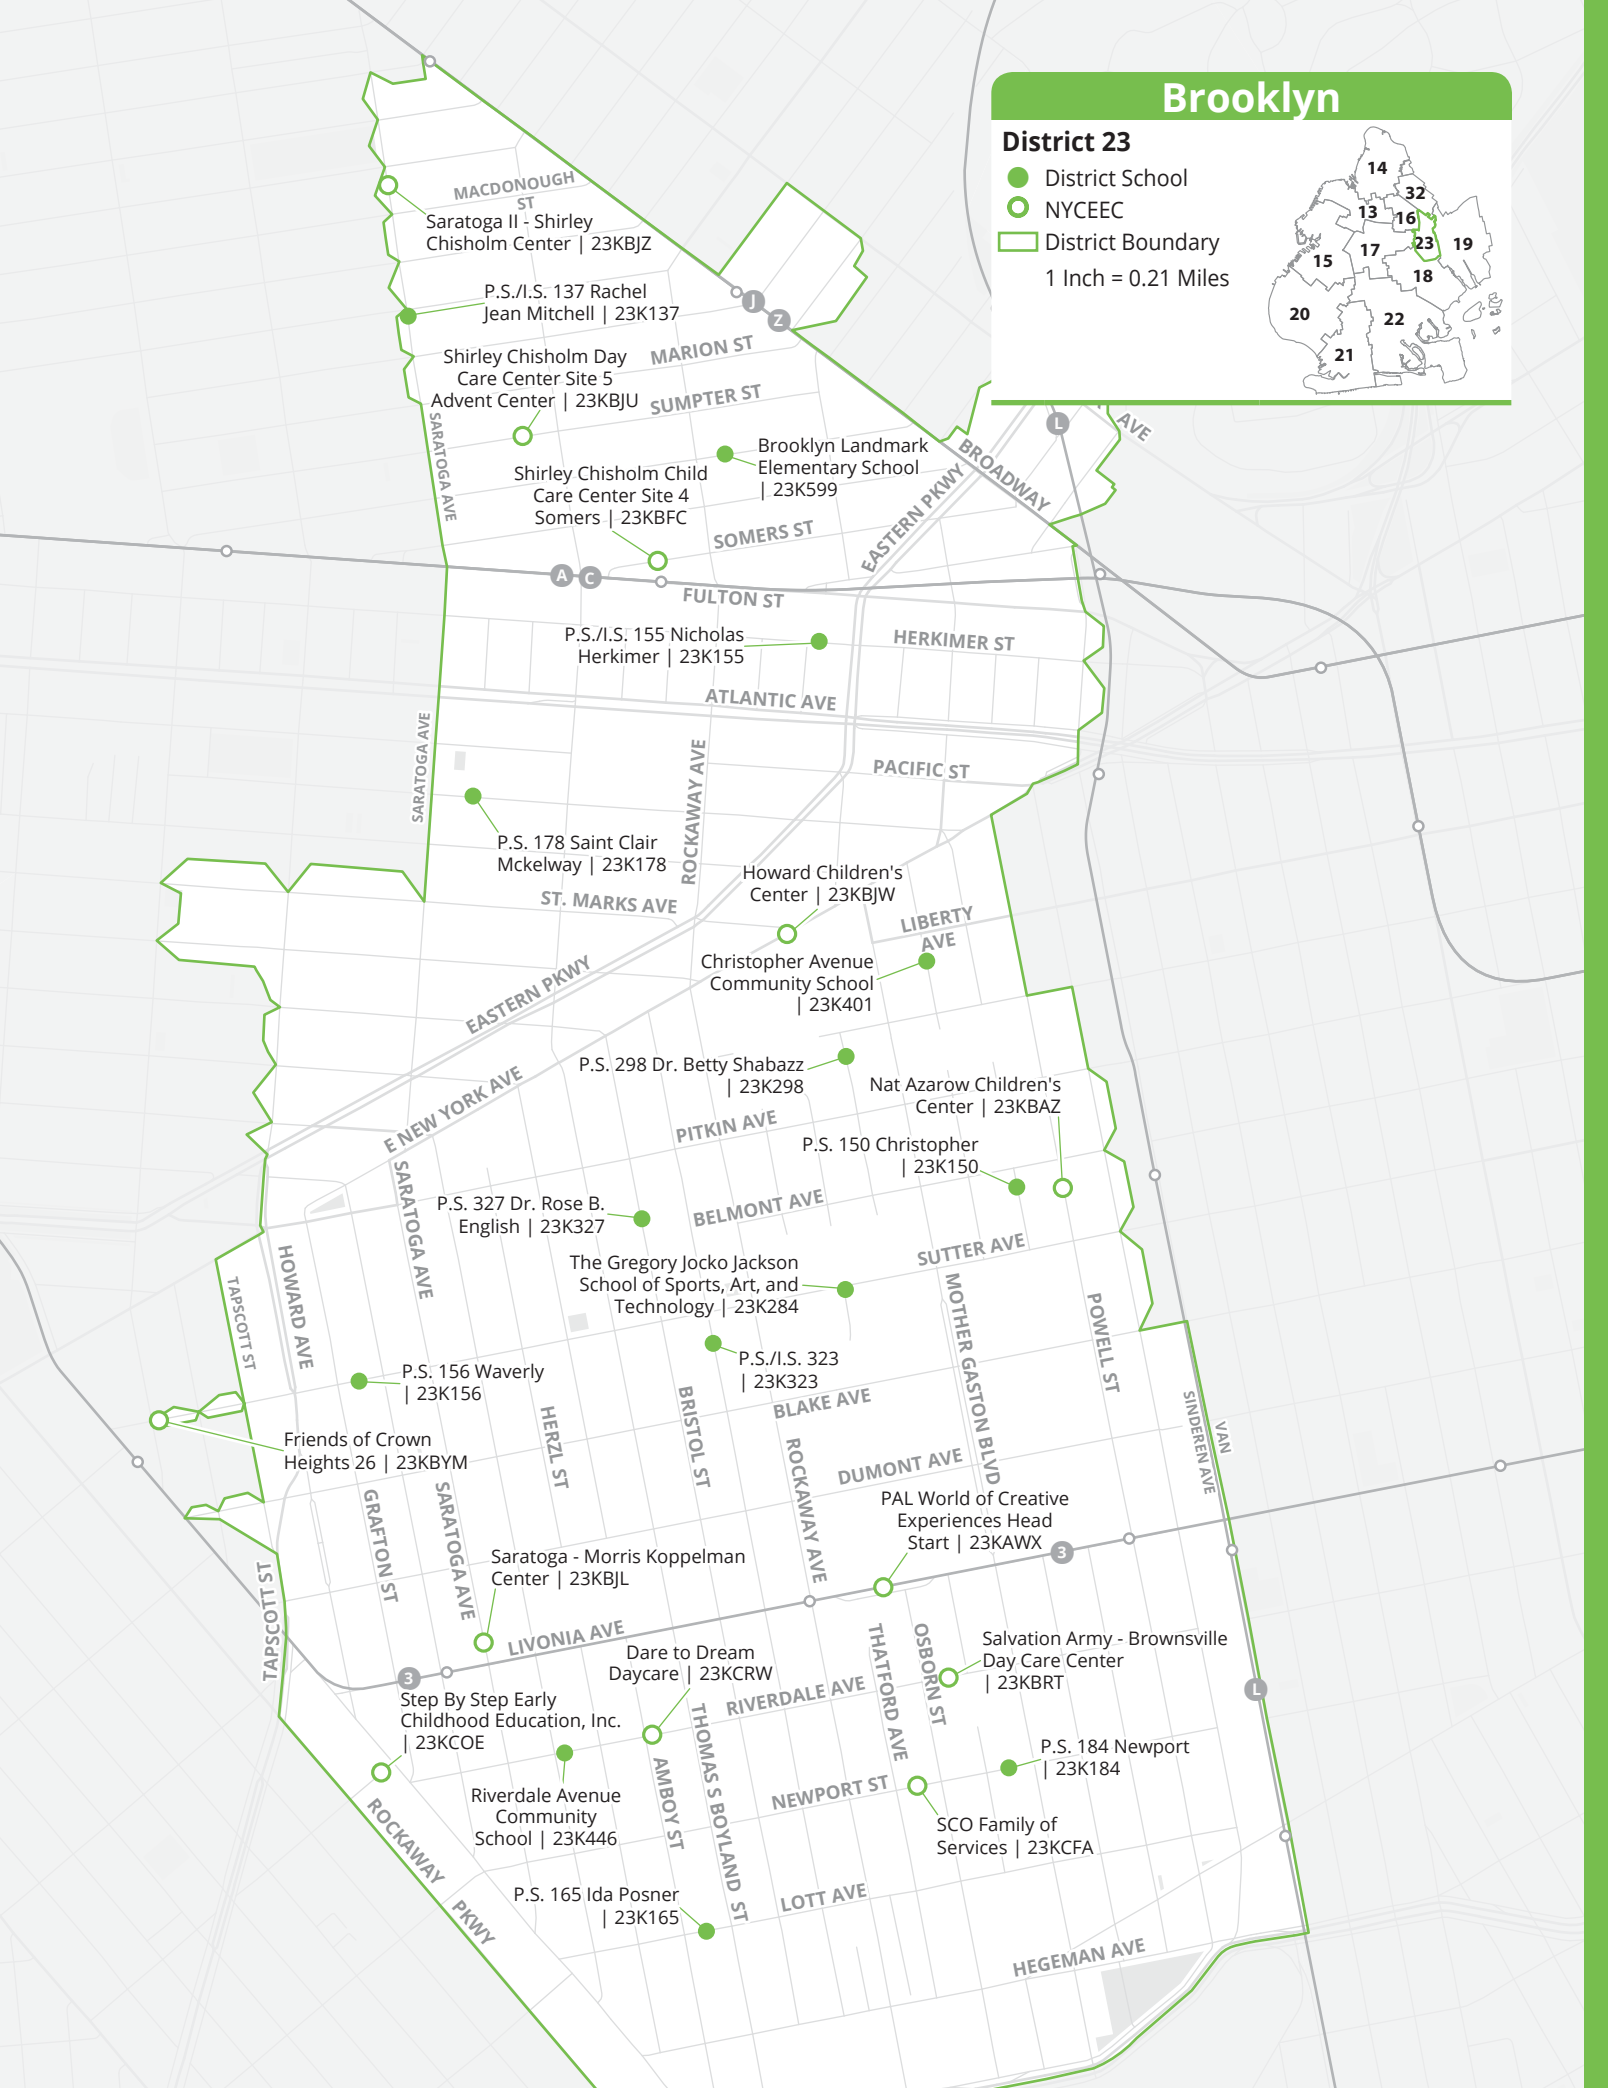 Brooklyn
District 23
District School
NYCEEC
District Boundary
1 Inch = 0.21 Miles
14
32
13
16
23
19
17
15
18
20
22
21
MACDONOUGH
ST
Saratoga II - Shirley
Chisholm Center | 23KBJZ
P.S./I.S. 137 Rachel
Jean Mitchell | 23K137
J
Z
MARION ST
Shirley Chisholm Day
Care Center Site 5
Advent Center | 23KBJU
SUMPTER ST
SARATOGA AVE
L
AVE
BROADWAY
Brooklyn Landmark
Elementary School
| 23K599
Shirley Chisholm Child
Care Center Site 4
Somers | 23KBFC
EASTERN PKWY
SOMERS ST
A
C
FULTON ST
P.S./I.S. 155 Nicholas
Herkimer | 23K155
HERKIMER ST
ATLANTIC AVE
SARATOGA AVE
ROCKAWAY AVE
PACIFIC ST
P.S. 178 Saint Clair
Mckelway | 23K178
Howard Children's
Center | 23KBJW
ST. MARKS AVE
LIBERTY
AVE
Christopher Avenue
Community School
| 23K401
EASTERN PKWY
P.S. 298 Dr. Betty Shabazz
| 23K298
Nat Azarow Children's
Center | 23KBAZ
E NEW YORK AVE
PITKIN AVE
P.S. 150 Christopher
| 23K150
SARATOGA AVE
P.S. 327 Dr. Rose B.
English | 23K327
BELMONT AVE
SUTTER AVE
HOWARD AVE
TAPSCOTT ST
The Gregory Jocko Jackson
School of Sports, Art, and
Technology | 23K284
MOTHER GASTON BLVD
POWELL ST
P.S./I.S. 323
| 23K323
P.S. 156 Waverly
| 23K156
BLAKE AVE
BRISTOL ST
HERZL ST
VAN
SINDEREN AVE
Friends of Crown
Heights 26 | 23KBYM
ROCKAWAY AVE
DUMONT AVE
GRAFTON ST
SARATOGA AVE
PAL World of Creative
Experiences Head
Start | 23KAWX
3
Saratoga - Morris Koppelman
Center | 23KBJL
TAPSCOTT ST
LIVONIA AVE
THATFORD AVE
OSBORN ST
Salvation Army - Brownsville
Day Care Center
| 23KBRT
Dare to Dream
Daycare | 23KCRW
3
L
RIVERDALE AVE
Step By Step Early
Childhood Education, Inc.
| 23KCOE
THOMAS S BOYLAND ST
AMBOY ST
P.S. 184 Newport
| 23K184
NEWPORT ST
Riverdale Avenue
Community
School | 23K446
SCO Family of
Services | 23KCFA
ROCKAWAY PKWY
P.S. 165 Ida Posner
| 23K165
LOTT AVE
HEGEMAN AVE